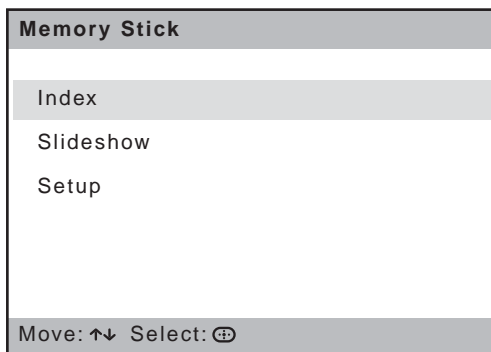 Memory Stick
Index
Slideshow
Setup
Move: ↑↓ Select: ⊕